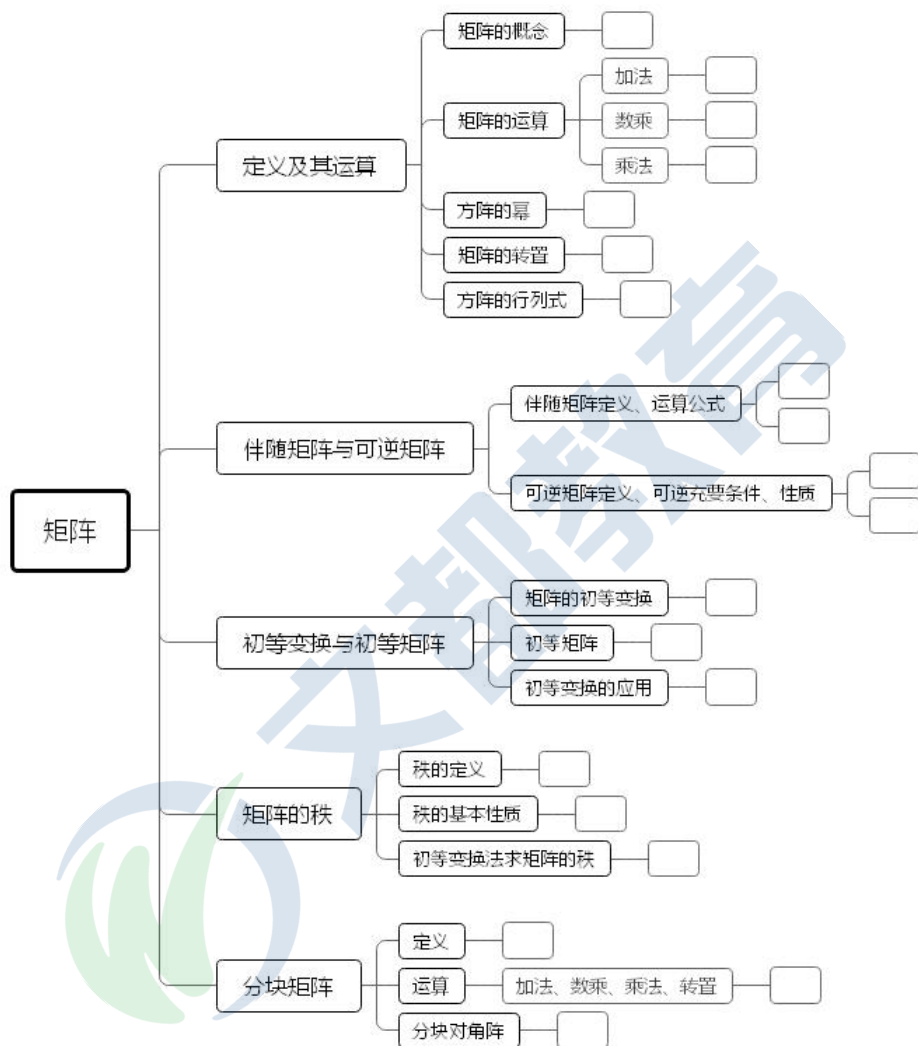 矩阵
定义及其运算
矩阵的概念
矩阵的运算
加法
数乘
乘法
方阵的幂
矩阵的转置
方阵的行列式
伴随矩阵与可逆矩阵
伴随矩阵定义、运算公式
可逆矩阵定义、可逆充要条件、性质
初等变换与初等矩阵
矩阵的初等变换
初等矩阵
初等变换的应用
矩阵的秩
秩的定义
秩的基本性质
初等变换法求矩阵的秩
分块矩阵
定义
运算
加法、数乘、乘法、转置
分块对角阵
文都教育